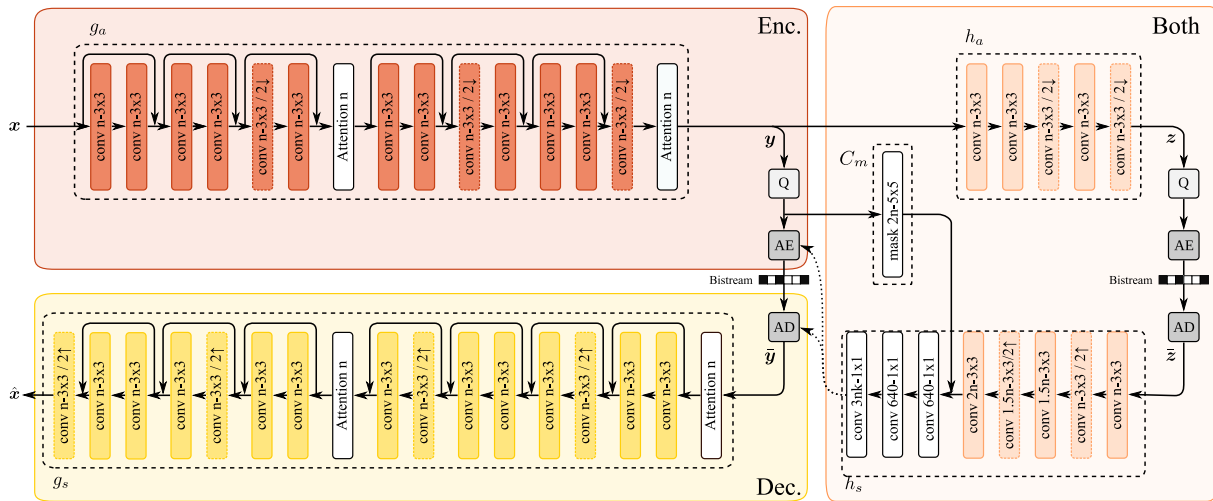 Enc.
g_a
x
conv n-3x3
conv n-3x3
conv n-3x3
conv n-3x3
conv n-3x3 / 2↓
conv n-3x3
Attention n
conv n-3x3
conv n-3x3
conv n-3x3 / 2↓
conv n-3x3
conv n-3x3
conv n-3x3
conv n-3x3 / 2↓
Attention n
y
Q
AE
Bistream
Both
h_a
conv n-3x3
conv n-3x3
conv n-3x3 / 2↓
conv n-3x3
conv n-3x3 / 2↓
z
Q
AE
Bistream
C_m
mask 2n-5x5
AD
ȳ
x̂
conv n-3x3 / 2↑
conv n-3x3
conv n-3x3
conv n-3x3
conv n-3x3 / 2↑
conv n-3x3
conv n-3x3
Attention n
conv n-3x3
conv n-3x3 / 2↑
conv n-3x3
conv n-3x3
conv n-3x3
conv n-3x3 / 2↑
conv n-3x3
conv n-3x3
Attention n
g_s
Dec.
AD
z̄
conv 3nk-1x1
conv 640-1x1
conv 640-1x1
conv 2n-3x3
conv 1.5n-3x3/2↑
conv 1.5n-3x3
conv n-3x3 / 2↑
conv n-3x3
h_s